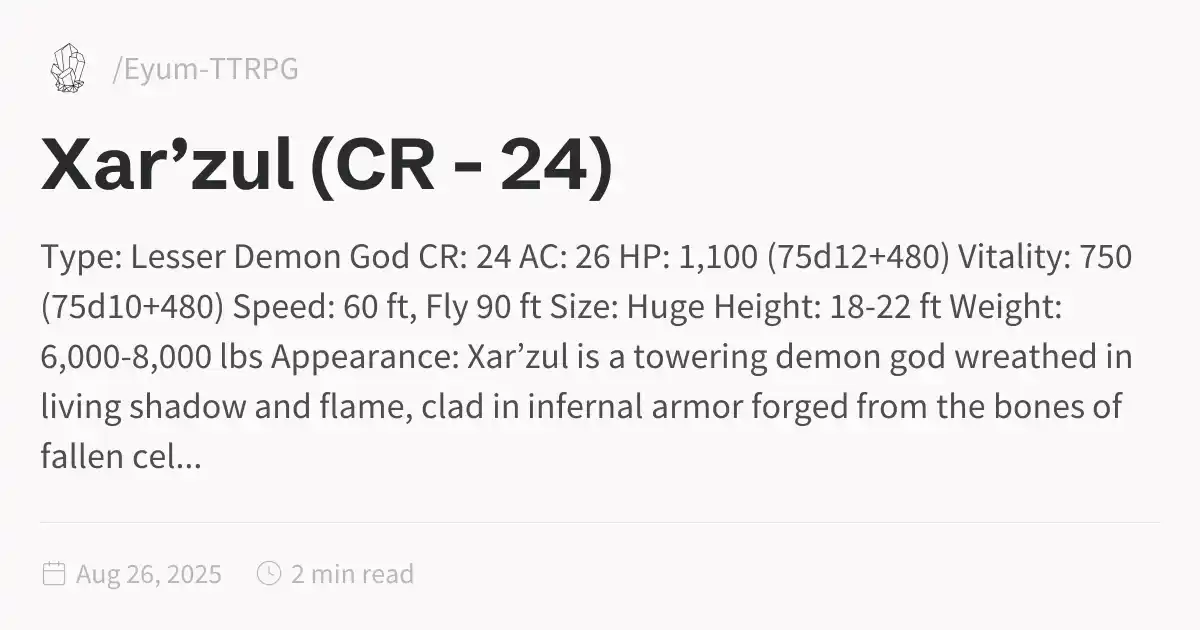 /Eyum-TTRPG
Xar’zul (CR - 24)
Type: Lesser Demon God CR: 24 AC: 26 HP: 1,100 (75d12+480) Vitality: 750
(75d10+480) Speed: 60 ft, Fly 90 ft Size: Huge Height: 18-22 ft Weight:
6,000-8,000 lbs Appearance: Xar’zul is a towering demon god wreathed in
living shadow and flame, clad in infernal armor forged from the bones of
fallen cel...
Aug 26, 2025 2 min read